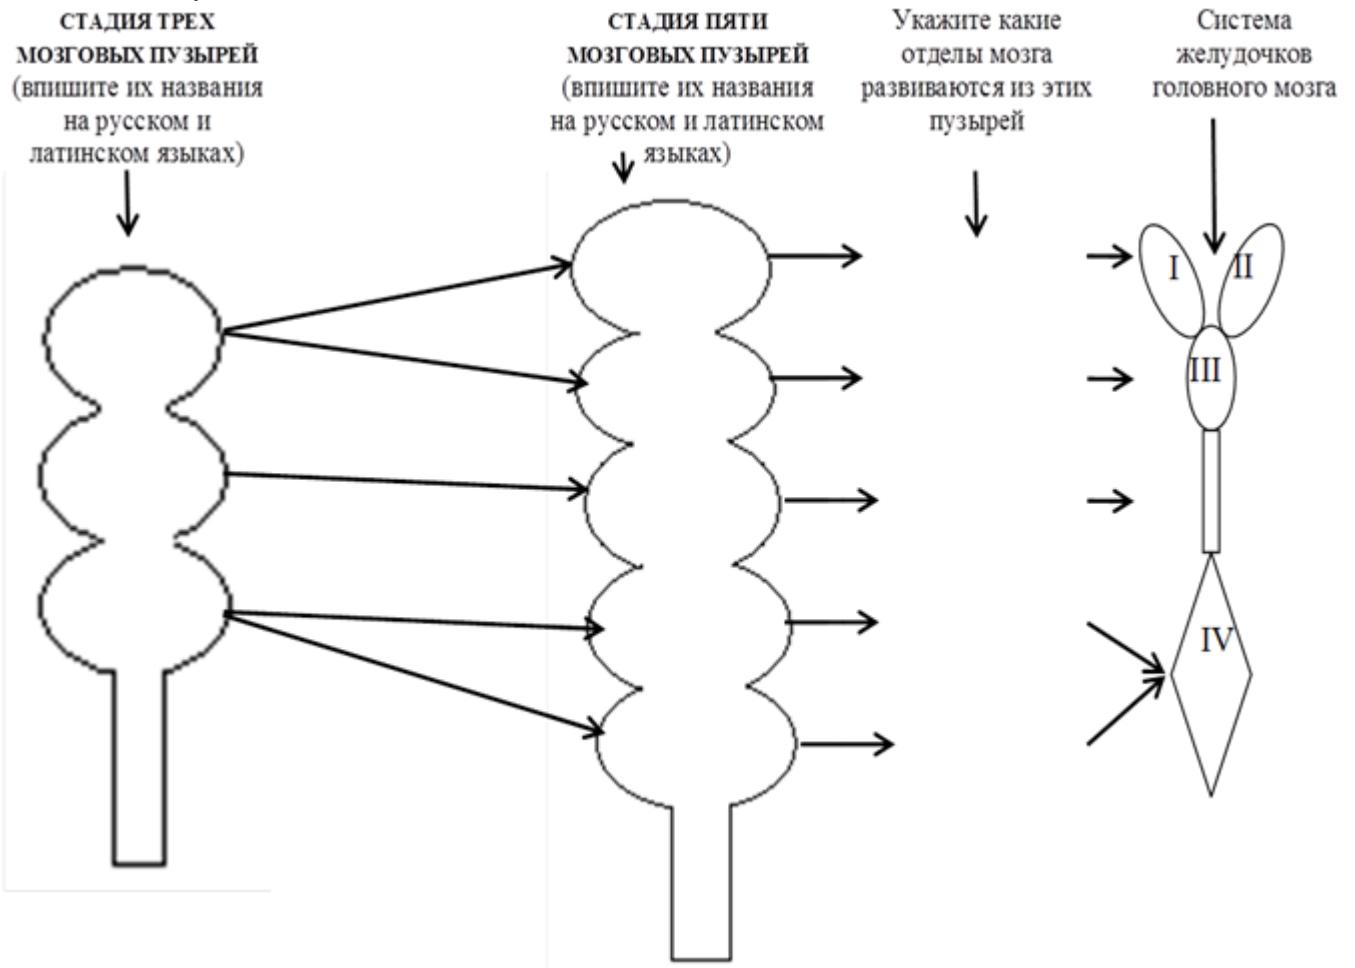 СТАДИЯ ТРЕХ
МОЗГОВЫХ ПУЗЫРЕЙ
(впишите их названия
на русском и
латинском языках)
СТАДИЯ ПЯТИ
МОЗГОВЫХ ПУЗЫРЕЙ
(впишите их названия
на русском и латинском
языках)
Укажите какие
отделы мозга
развиваются из этих
пузырей
Система
желудочков
головного мозга
I
II
III
IV